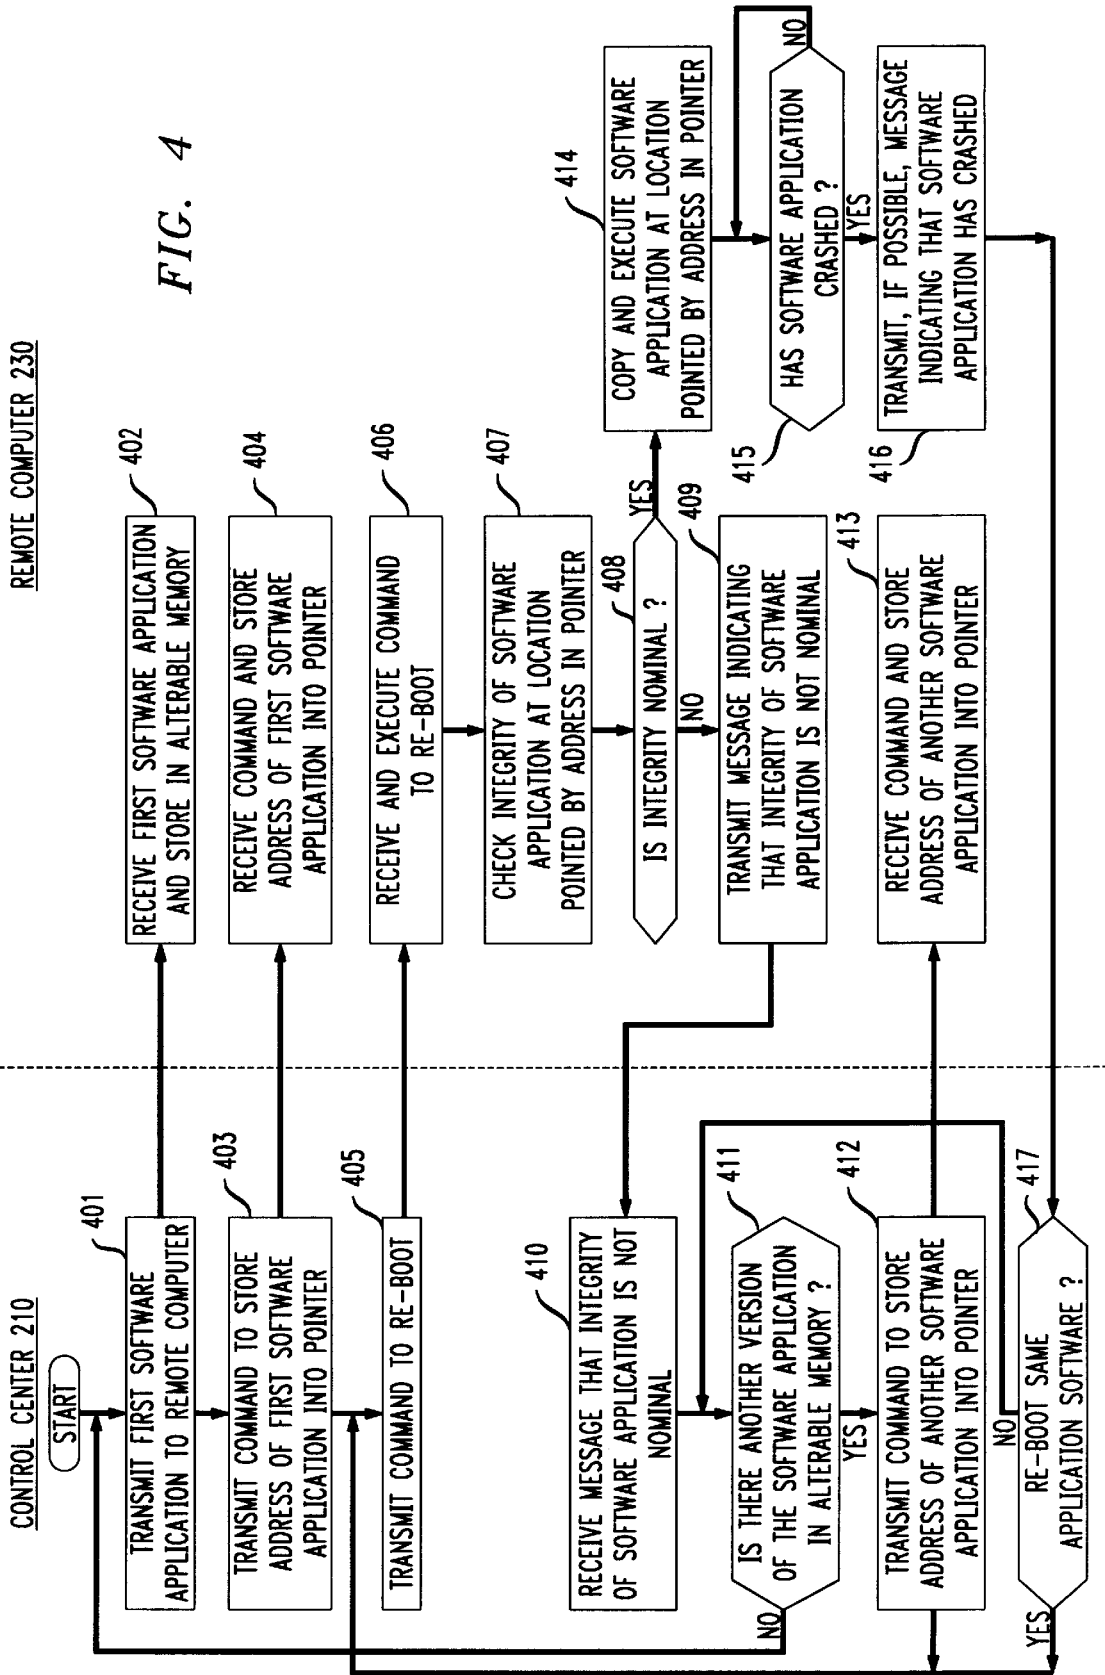 CONTROL CENTER 210
REMOTE COMPUTER 230
FIG. 4
START
401
TRANSMIT FIRST SOFTWARE
APPLICATION TO REMOTE COMPUTER
402
RECEIVE FIRST SOFTWARE APPLICATION
AND STORE IN ALTERABLE MEMORY
403
TRANSMIT COMMAND TO STORE
ADDRESS OF FIRST SOFTWARE
APPLICATION INTO POINTER
404
RECEIVE COMMAND AND STORE
ADDRESS OF FIRST SOFTWARE
APPLICATION INTO POINTER
405
TRANSMIT COMMAND TO RE-BOOT
406
RECEIVE AND EXECUTE COMMAND
TO RE-BOOT
407
CHECK INTEGRITY OF SOFTWARE
APPLICATION AT LOCATION
POINTED BY ADDRESS IN POINTER
408
IS INTEGRITY NOMINAL ?
YES
NO
409
TRANSMIT MESSAGE INDICATING
THAT INTEGRITY OF SOFTWARE
APPLICATION IS NOT NOMINAL
410
RECEIVE MESSAGE THAT INTEGRITY
OF SOFTWARE APPLICATION IS NOT
NOMINAL
411
IS THERE ANOTHER VERSION
OF THE SOFTWARE APPLICATION
IN ALTERABLE MEMORY ?
NO
YES
412
TRANSMIT COMMAND TO STORE
ADDRESS OF ANOTHER SOFTWARE
APPLICATION INTO POINTER
413
RECEIVE COMMAND AND STORE
ADDRESS OF ANOTHER SOFTWARE
APPLICATION INTO POINTER
414
COPY AND EXECUTE SOFTWARE
APPLICATION AT LOCATION
POINTED BY ADDRESS IN POINTER
415
HAS SOFTWARE APPLICATION
CRASHED ?
NO
YES
416
TRANSMIT, IF POSSIBLE, MESSAGE
INDICATING THAT SOFTWARE
APPLICATION HAS CRASHED
417
RE-BOOT SAME
APPLICATION SOFTWARE ?
NO
YES